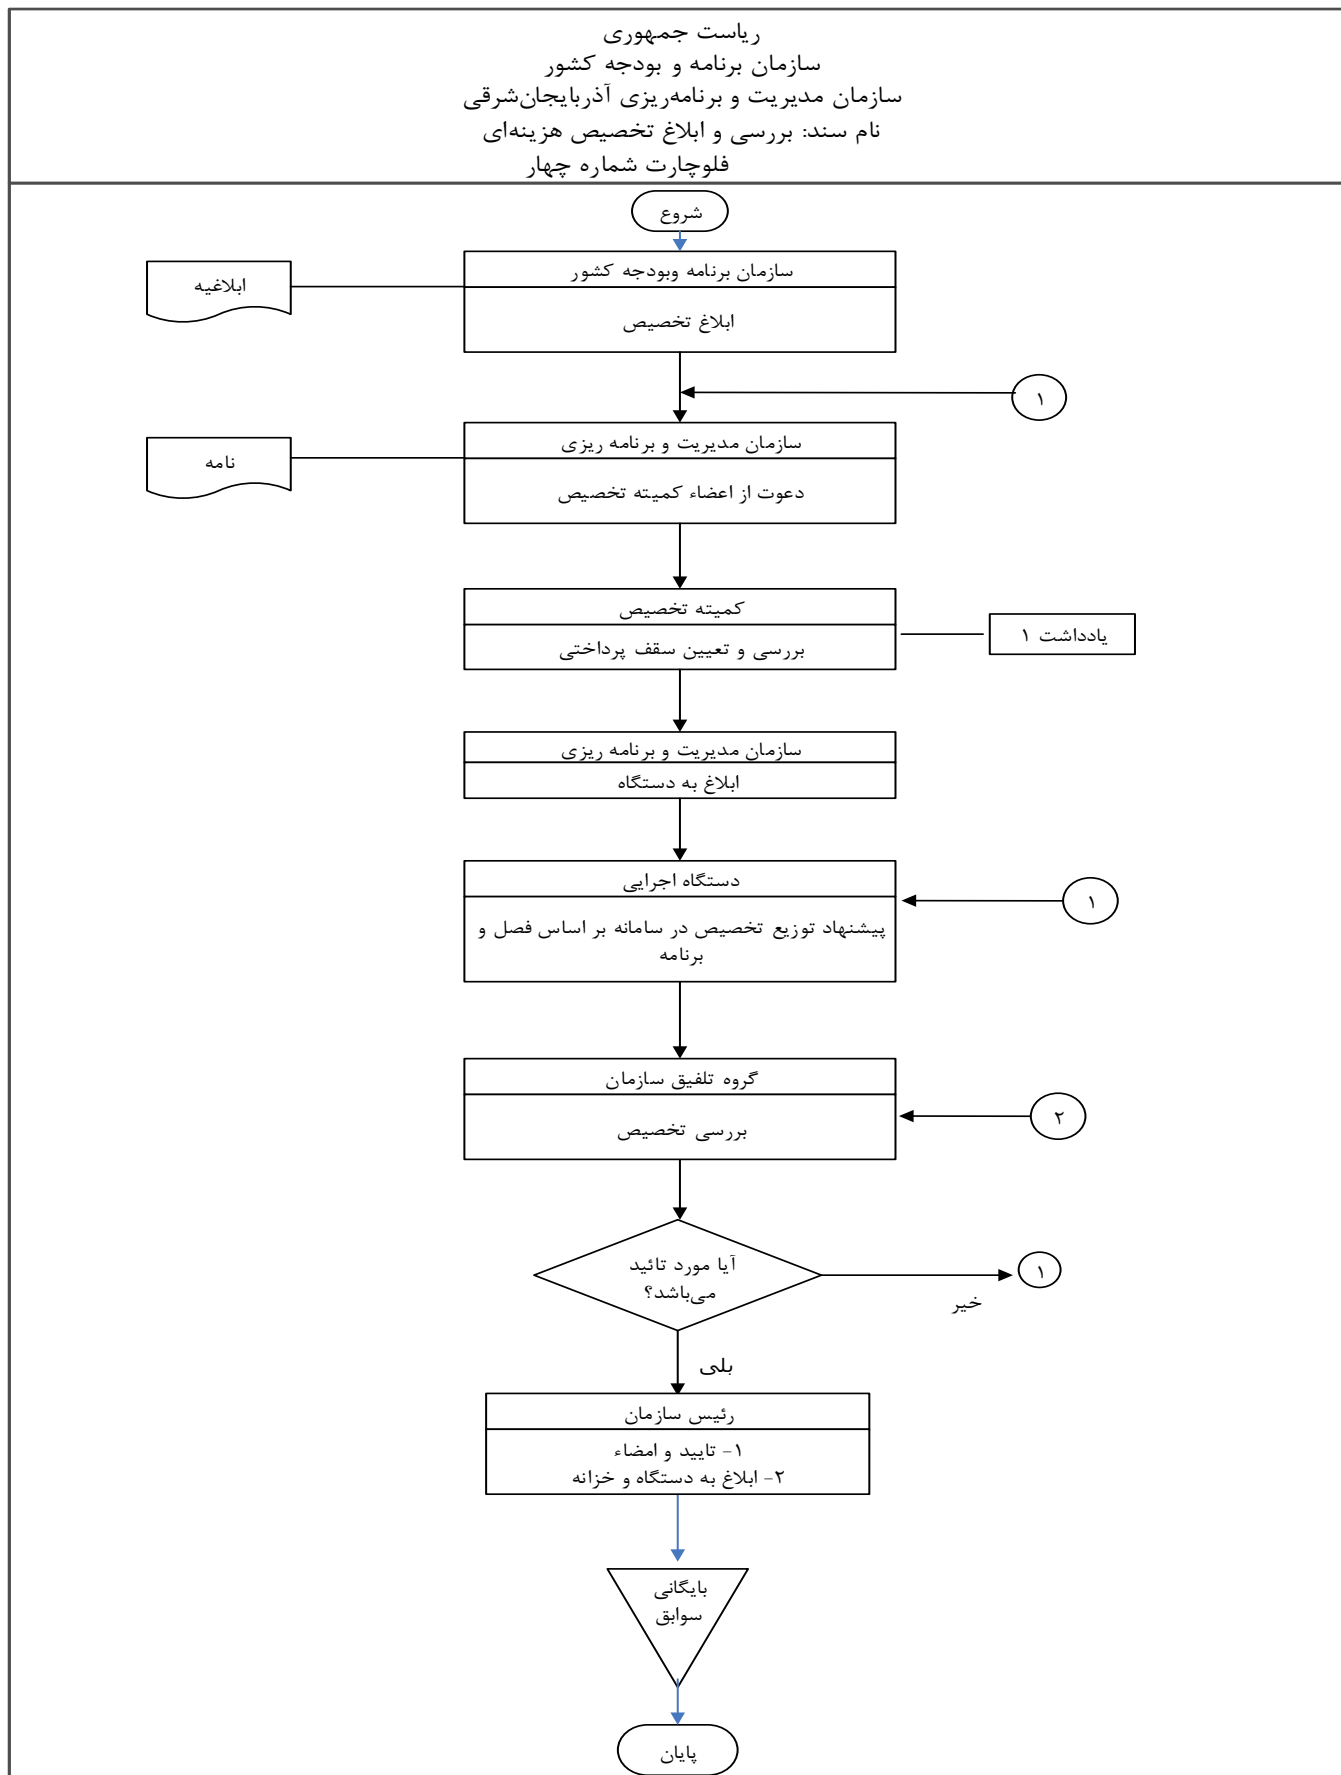 ریاست جمهوری
سازمان برنامه و بودجه کشور
سازمان مدیریت و برنامه‌ریزی آذربایجان‌شرقی
نام سند: بررسی و ابلاغ تخصیص هزینه‌ای
فلوچارت شماره چهار
شروع
سازمان برنامه وبودجه کشور
ابلاغیه
ابلاغ تخصیص
۱
سازمان مدیریت و برنامه ریزی
نامه
دعوت از اعضاء کمیته تخصیص
کمیته تخصیص
یادداشت ۱
بررسی و تعیین سقف پرداختی
سازمان مدیریت و برنامه ریزی
ابلاغ به دستگاه
دستگاه اجرایی
۱
پیشنهاد توزیع تخصیص در سامانه بر اساس فصل و
برنامه
گروه تلفیق سازمان
۲
بررسی تخصیص
آیا مورد تائید
می‌باشد؟
۱
خیر
بلی
رئیس سازمان
۱- تایید و امضاء
۲- ابلاغ به دستگاه و خزانه
بایگانی
سوابق
پایان